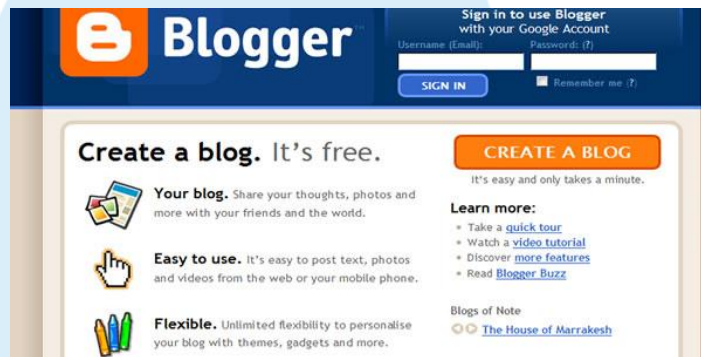 Blogger
Sign in to use Blogger
with your Google Account
Username (Email):
Password: (?)
SIGN IN
Remember me (?)
Create a blog. It's free.
Your blog. Share your thoughts, photos and
more with your friends and the world.
Easy to use. It's easy to post text, photos
and videos from the web or your mobile phone.
Flexible. Unlimited flexibility to personalise
your blog with themes, gadgets and more.
CREATE A BLOG
It's easy and only takes a minute.
Learn more:
Take a quick tour
Watch a video tutorial
Discover more features
Read Blogger Buzz
Blogs of Note
The House of Marrakesh